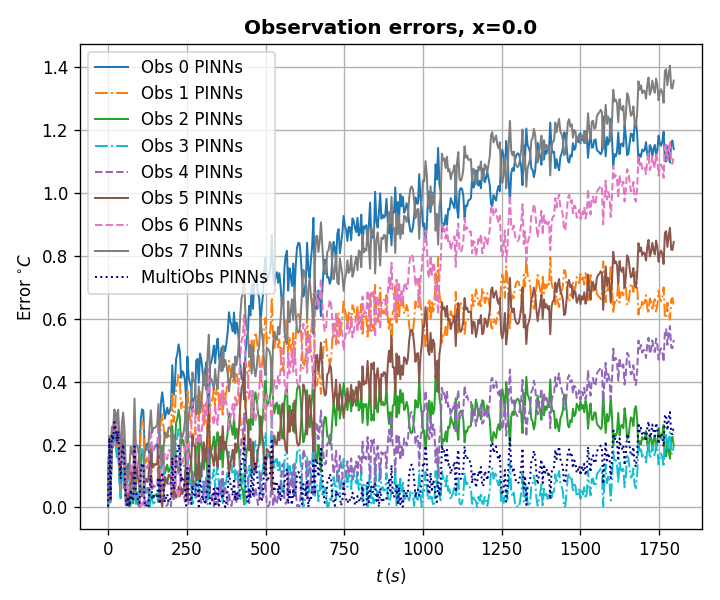 Observation errors, x=0.0
1.4
1.2
1.0
0.8
0.6
0.4
0.2
0.0
Error °C
Obs 0 PINNs
Obs 1 PINNs
Obs 2 PINNs
Obs 3 PINNs
Obs 4 PINNs
Obs 5 PINNs
Obs 6 PINNs
Obs 7 PINNs
MultiObs PINNs
0 250 500 750 1000 1250 1500 1750
t (s)